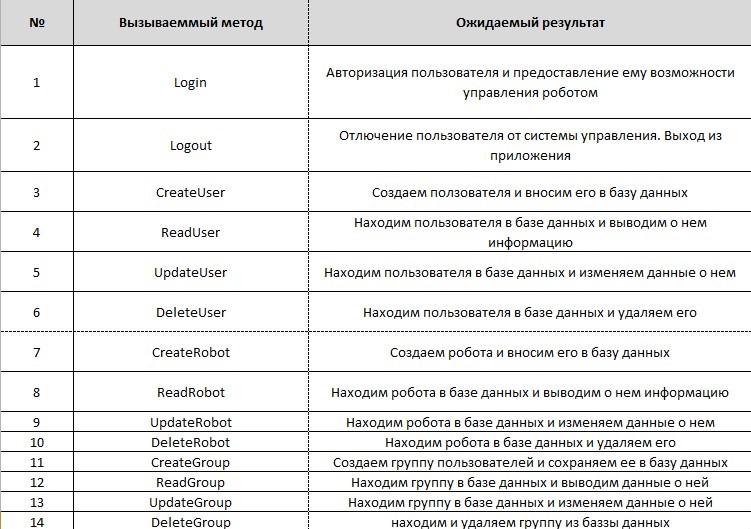 № Вызываеммый метод Ожидаемый результат
1 Login Авторизация пользователя и предоставление ему возможности
управления роботом
2 Logout Отлючение пользователя от системы управления. Выход из
приложения
3 CreateUser Создаемползователя и вносим его в базу данных
4 ReadUser Находим пользователя в базе данных и выводим о нем
информацию
5 UpdateUser Находим пользователя в базе данных и изменяем данные о нем
6 DeleteUser Находим пользователя в базе данных и удаляем его
7 CreateRobot Создаем робота и вносим его в базу данных
8 ReadRobot Находим робота в базе данных и выводим о нем информацию
9 UpdateRobot Находим робота в базе данных и изменяем данные о нем
10 DeleteRobot Находим робота в базе данных и удаляем его
11 CreateGroup Создаем группу пользователей и сохраняем ее в базу данных
12 ReadGroup Находим группу в базе данных и выводим данные о ней
13 UpdateGroup Находим группу в базе данных и изменяем данные о ней
14 DeleteGroup находим и удаляем группу из баззы данных